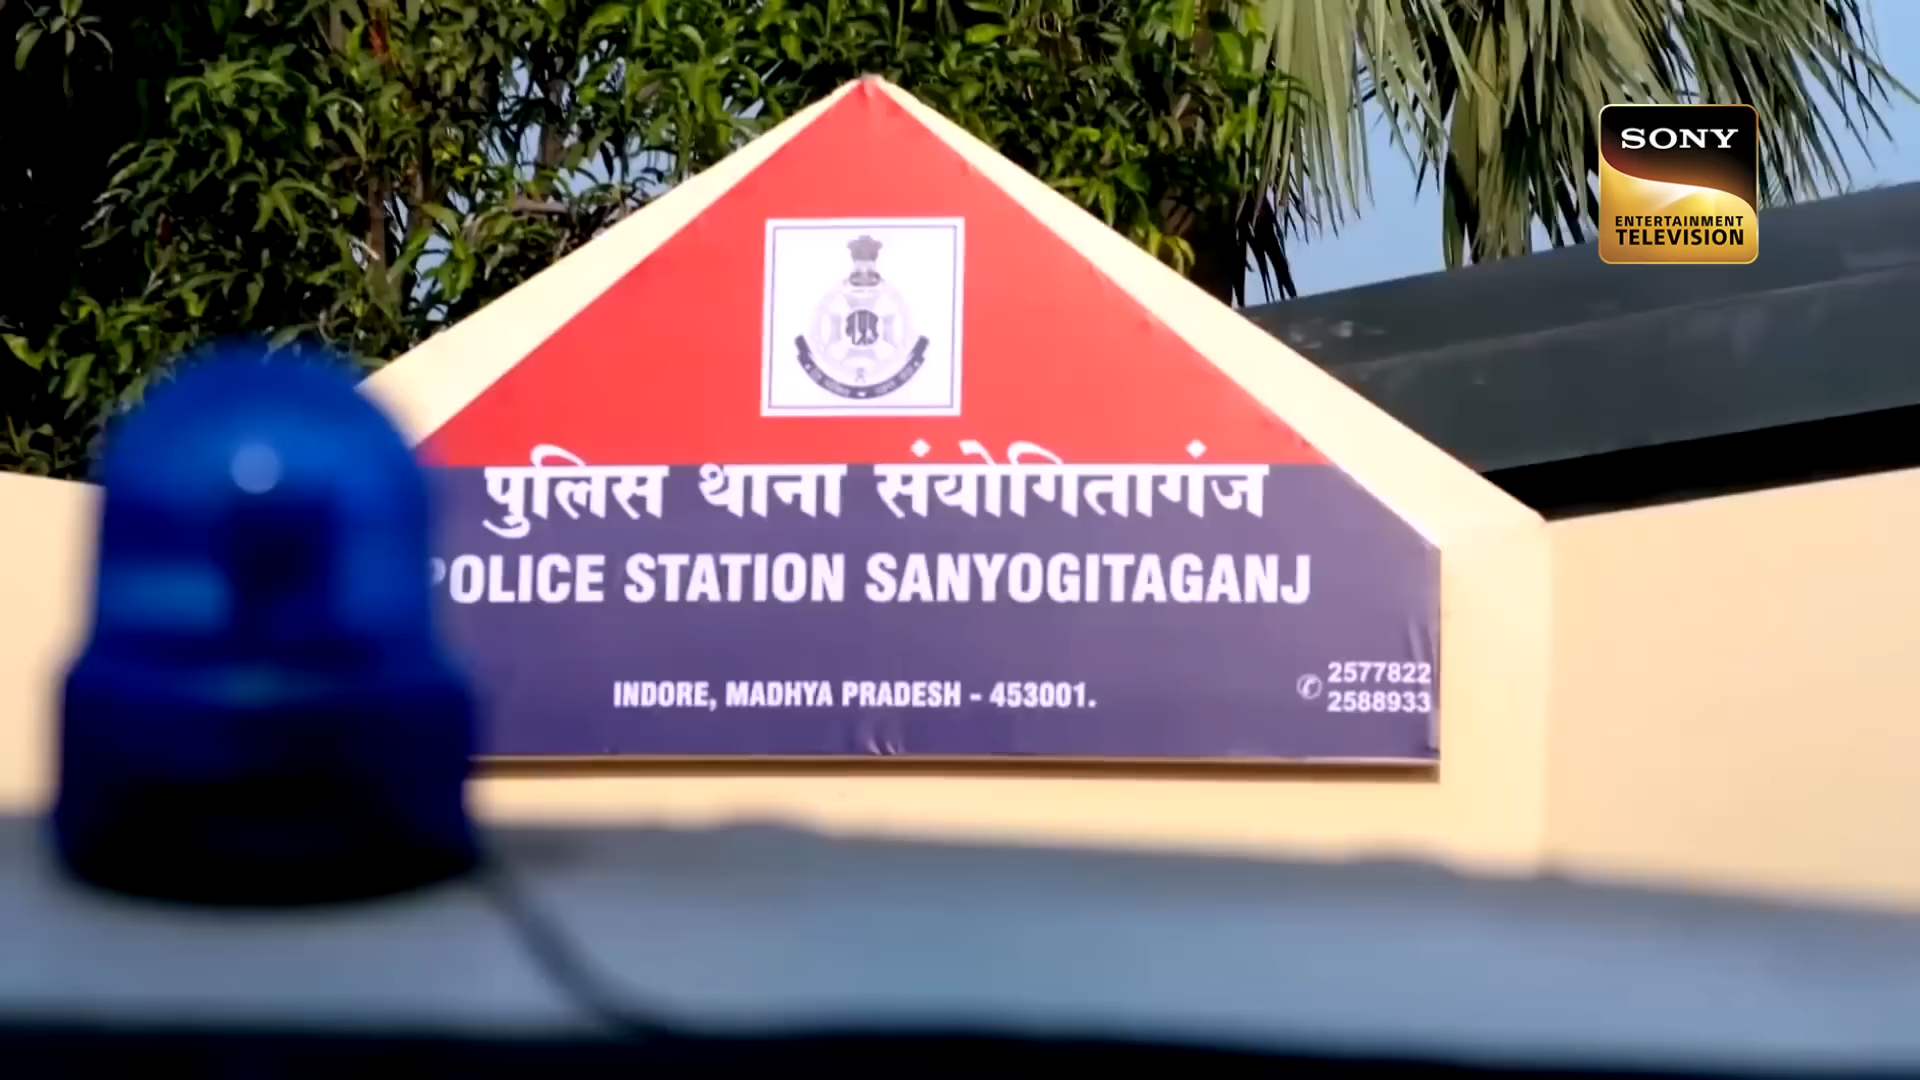 SONY
ENTERTAINMENT
TELEVISION
पुलिस थाना संयोगितागंज
POLICE STATION SANYOGITAGANJ
INDORE, MADHYA PRADESH - 453001.
✆ 2577822
2588933